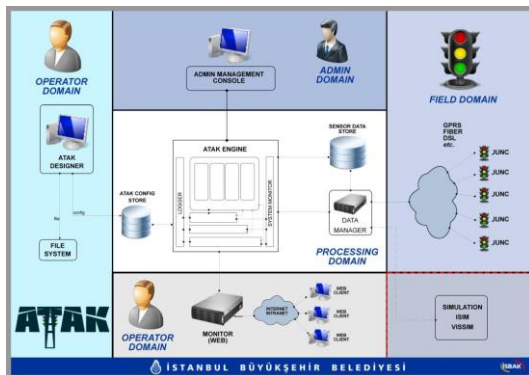 OPERATOR
DOMAIN
ATAK
DESIGNER
file
config
FILE
SYSTEM
ATAK
ADMIN MANAGEMENT
CONSOLE
ADMIN
DOMAIN
ATAK CONFIG
STORE
ATAK ENGINE
LOGGER
SYSTEM MONITOR
SENSOR DATA
STORE
DATA
MANAGER
PROCESSING
DOMAIN
FIELD DOMAIN
GPRS
FIBER
DSL
etc.
JUNC
JUNC
JUNC
JUNC
JUNC
OPERATOR
DOMAIN
MONITOR
(WEB)
INTERNET
INTRANET
WEB
CLIENT
WEB
CLIENT
WEB
CLIENT
SIMULATION
ISIM
VISSIM
İSTANBUL BÜYÜKŞEHİR BELEDİYESİ
İSBAK